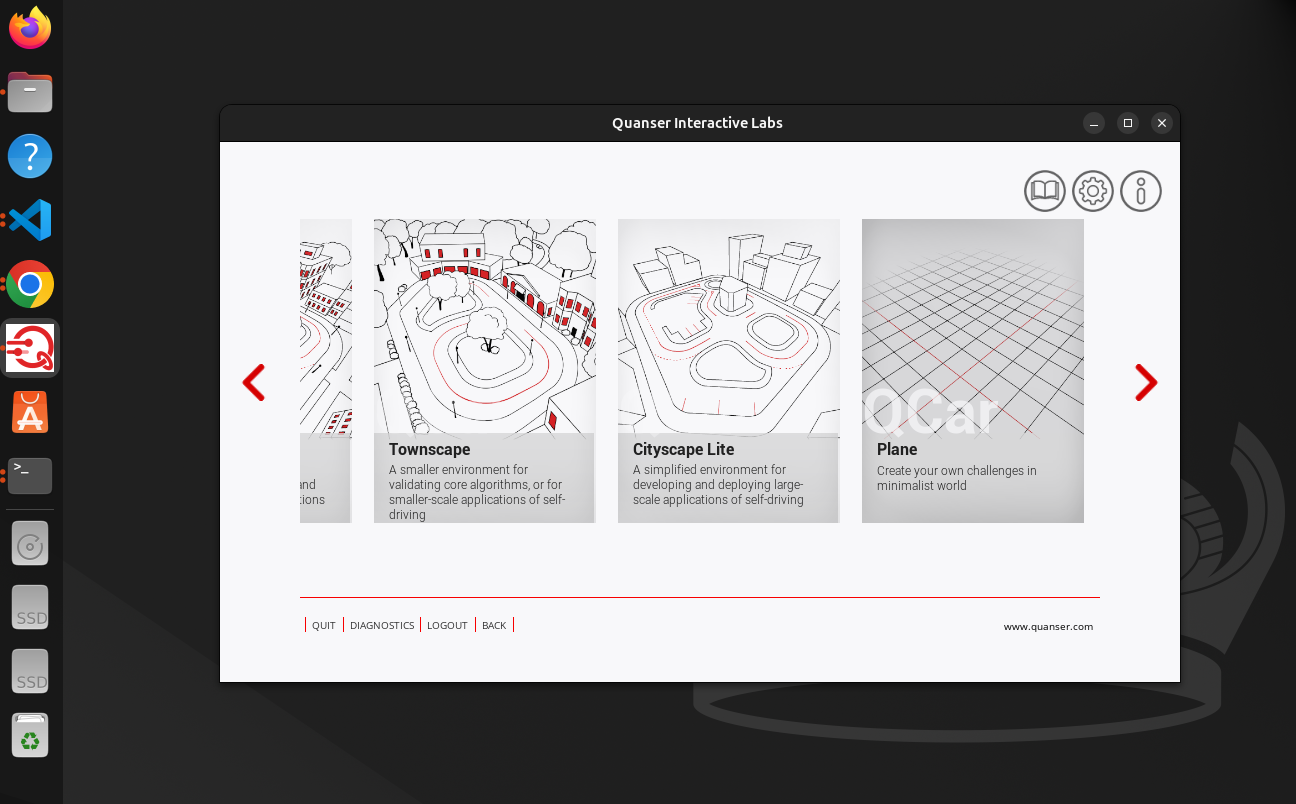 Quanser Interactive Labs
and
tions
Townscape
A smaller environment for
validating core algorithms, or for
smaller-scale applications of self-
driving
Cityscape Lite
A simplified environment for
developing and deploying large-
scale applications of self-driving
QCar
Plane
Create your own challenges in
minimalist world
QUIT
DIAGNOSTICS
LOGOUT
BACK
www.quanser.com
?
A
>_
SSD
SSD